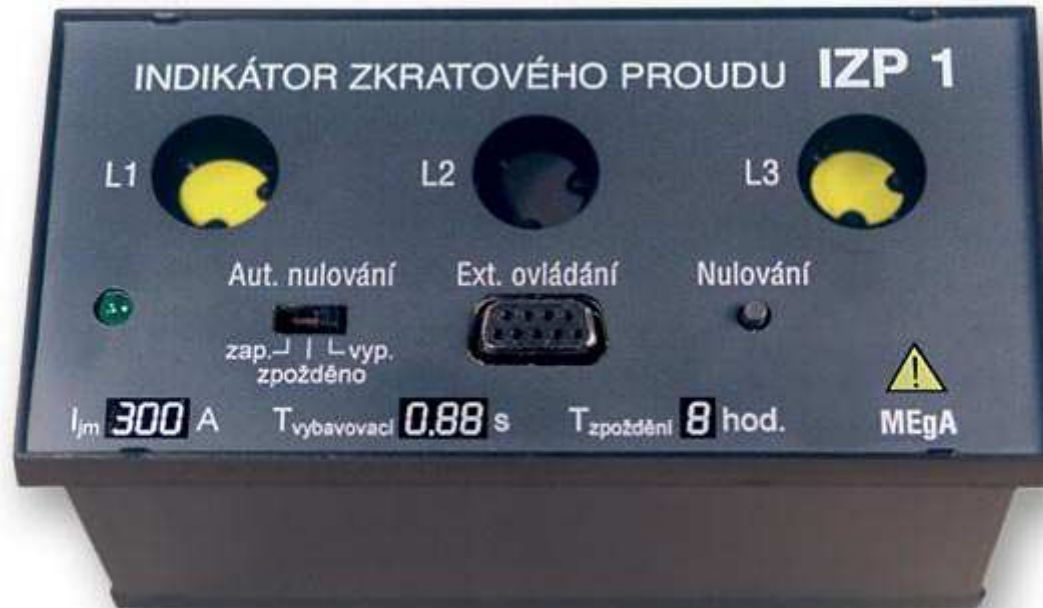 INDIKÁTOR ZKRATOVÉHO PROUDU IZP 1
L1 L2 L3
Aut. nulování Ext. ovládání Nulování
zap. vyp.
zpožděno
Ijm 300 A Tvybavovací 0.88 s Tzpoždění 8 hod. MEgA